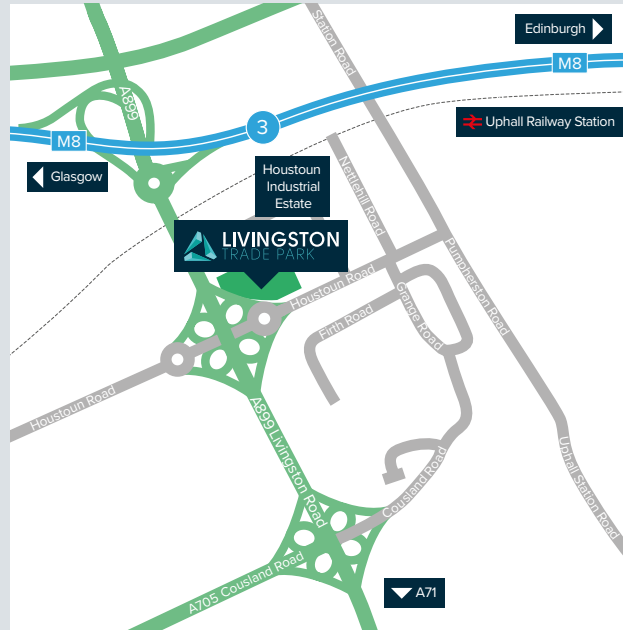 Edinburgh
Station Road
M8
A899
3
Uphall Railway Station
M8
Glasgow
Houstoun
Industrial
Estate
Nettlehill Road
LIVINGSTON
TRADE PARK
Pumpherston Road
Houstoun Road
Grange Road
Firth Road
Houstoun Road
A899 Livingston Road
Uphall Station Road
Cousland Road
A705 Cousland Road
A71